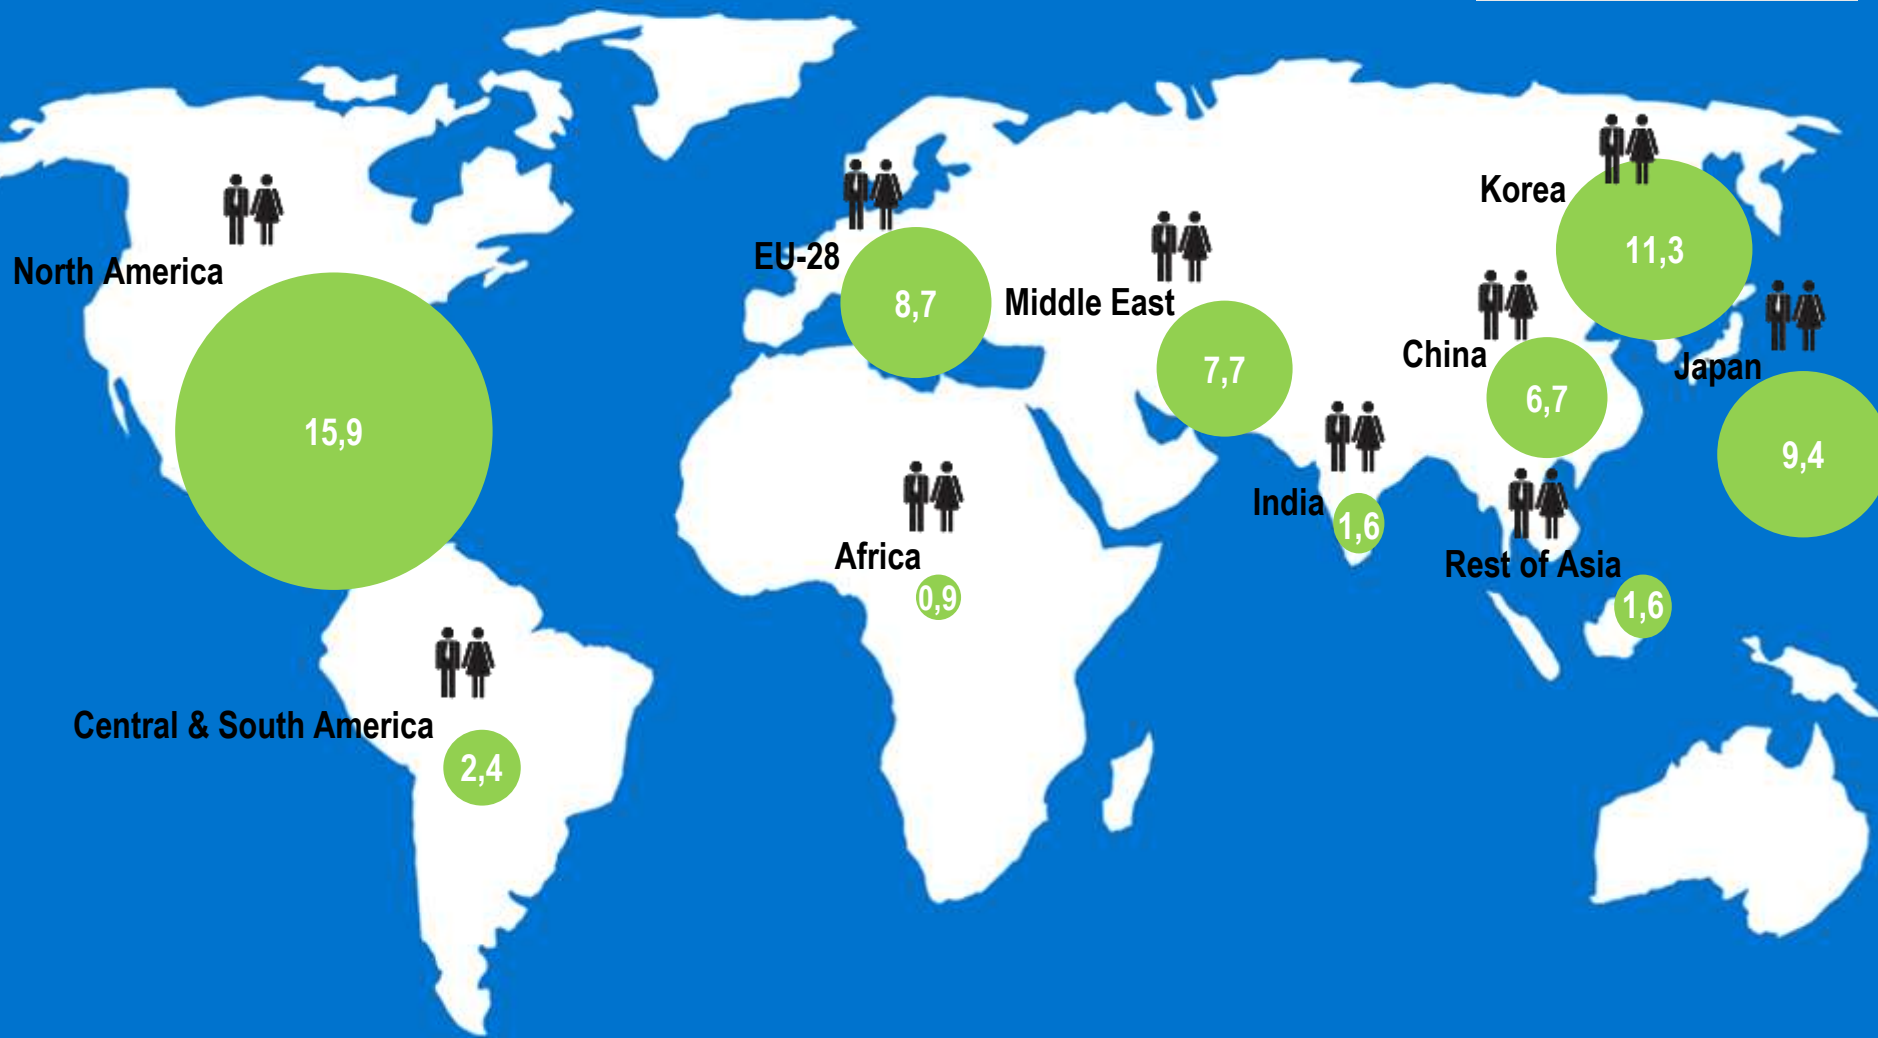 North America
15,9
Central & South America
2,4
EU-28
8,7
Africa
0,9
Middle East
7,7
India
1,6
Korea
11,3
China
6,7
Japan
9,4
Rest of Asia
1,6